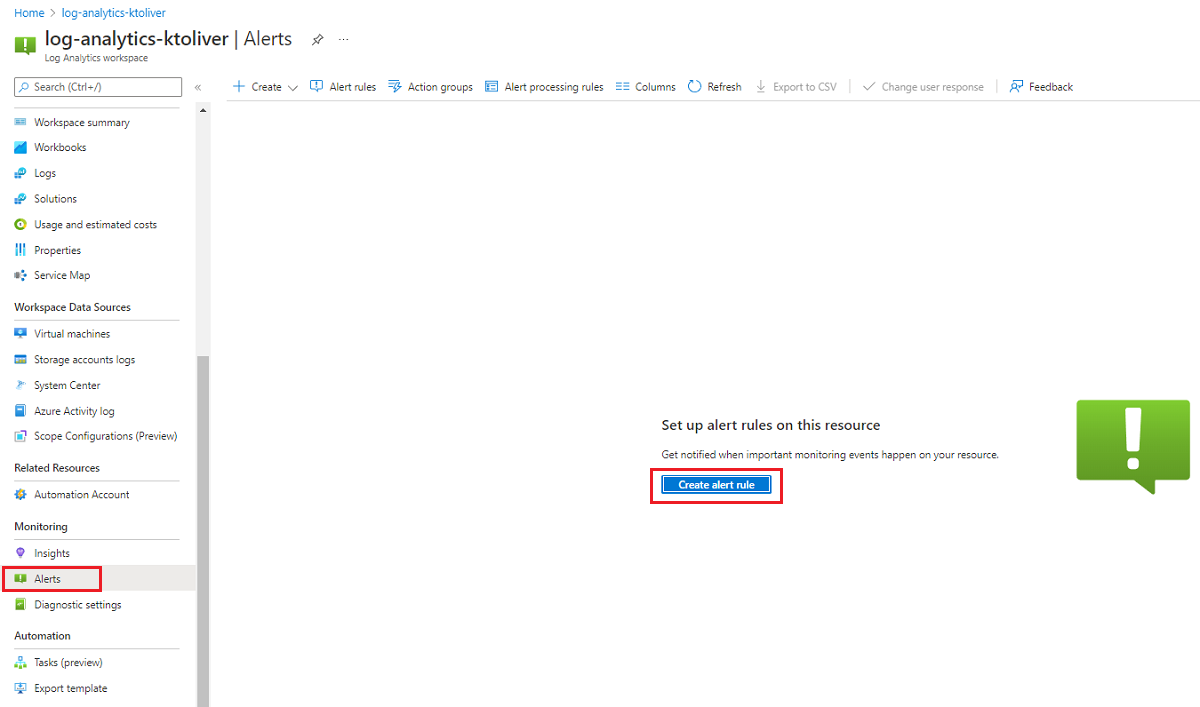 Home > log-analytics-ktoliver
log-analytics-ktoliver | Alerts ...
Log Analytics workspace
Search (Ctrl+/) «
Create Alert rules Action groups Alert processing rules Columns Refresh Export to CSV Change user response Feedback
Workspace summary
Workbooks
Logs
Solutions
Usage and estimated costs
Properties
Service Map
Workspace Data Sources
Virtual machines
Storage accounts logs
System Center
Azure Activity log
Scope Configurations (Preview)
Related Resources
Automation Account
Monitoring
Insights
Alerts
Diagnostic settings
Automation
Tasks (preview)
Export template
Set up alert rules on this resource
Get notified when important monitoring events happen on your resource.
Create alert rule